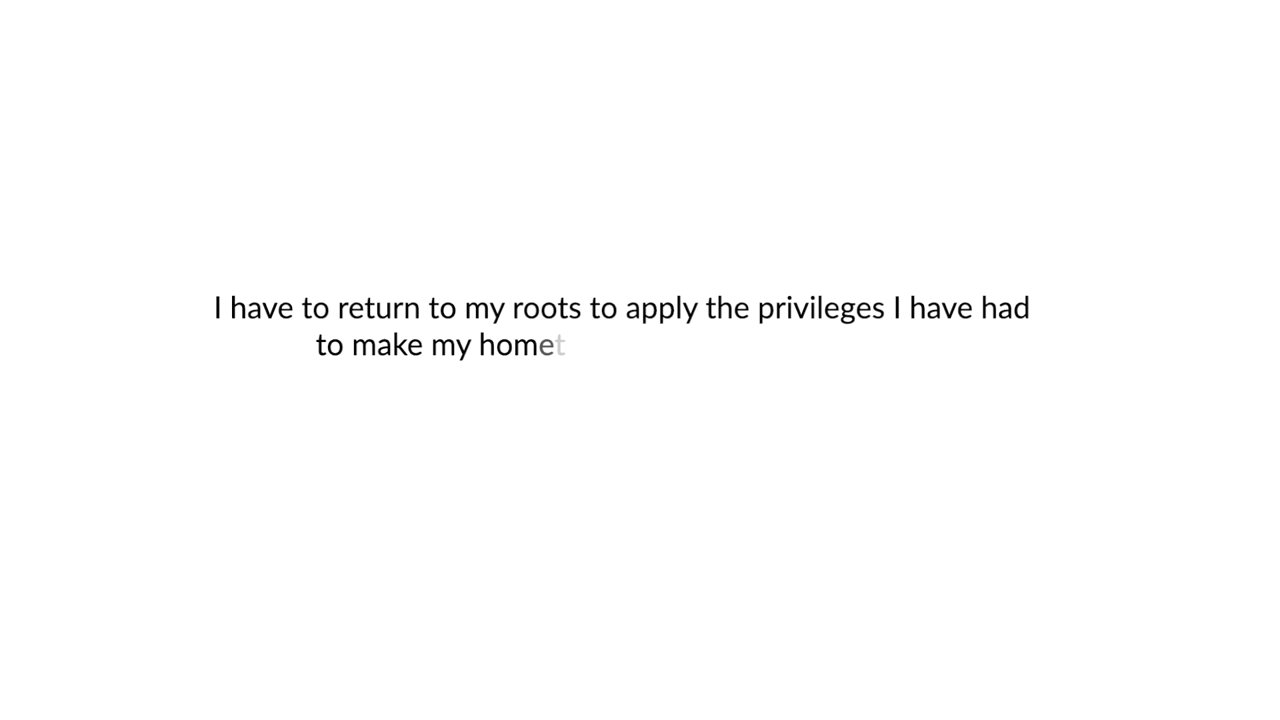 I have to return to my roots to apply the privileges I have had
to make my homet